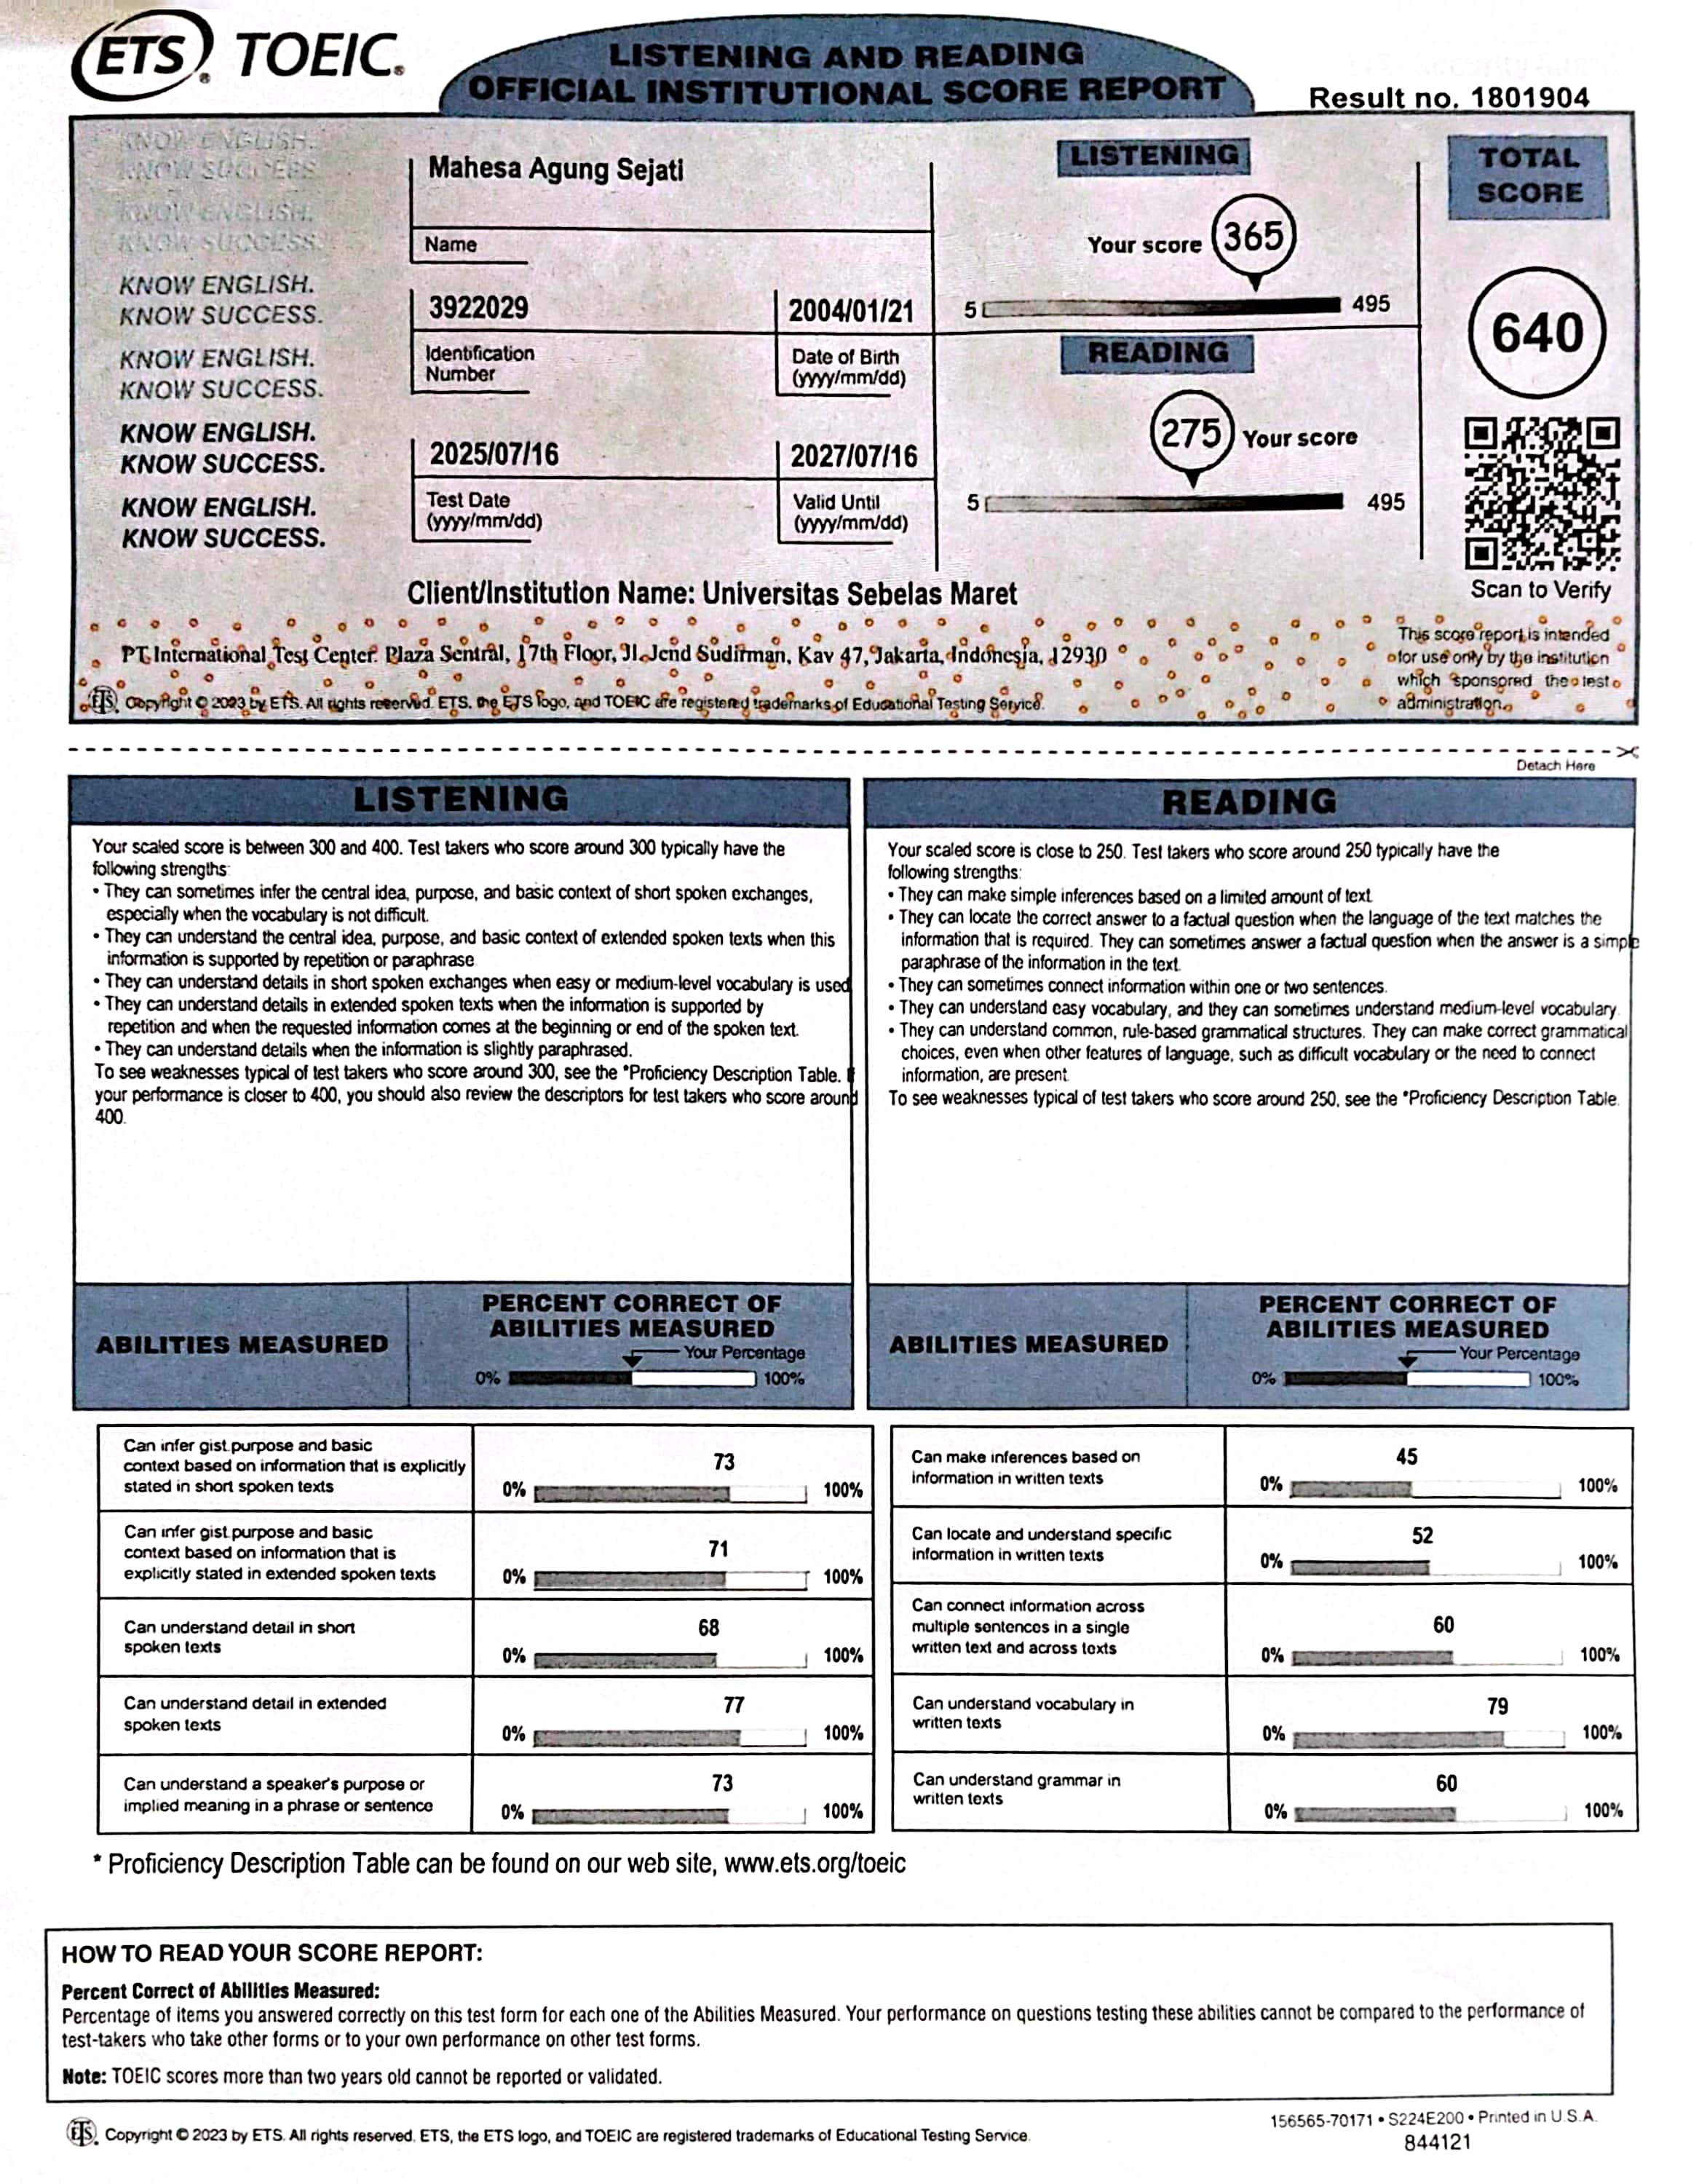 ETS® TOEIC®
LISTENING AND READING
OFFICIAL INSTITUTIONAL SCORE REPORT
Result no. 1801904
KNOW ENGLISH.
KNOW SUCCESS.
KNOW ENGLISH.
KNOW SUCCESS.
KNOW ENGLISH.
KNOW SUCCESS.
KNOW ENGLISH.
KNOW SUCCESS.
KNOW ENGLISH.
KNOW SUCCESS.
KNOW ENGLISH.
KNOW SUCCESS.
Mahesa Agung Sejati
Name
3922029
Identification
Number
2004/01/21
Date of Birth
(yyyy/mm/dd)
2025/07/16
Test Date
(yyyy/mm/dd)
2027/07/16
Valid Until
(yyyy/mm/dd)
LISTENING
Your score 365
5 495
READING
275 Your score
5 495
TOTAL
SCORE
640
Scan to Verify
Client/Institution Name: Universitas Sebelas Maret
PT. International Test Center. Plaza Sentral, 17th Floor, Jl. Jend Sudirman, Kav 47, Jakarta, Indonesia, 12930
This score report is intended
for use only by the institution
which sponsored the test
administration.
ETS® Copyright © 2023 by ETS. All rights reserved. ETS, the ETS logo, and TOEIC are registered trademarks of Educational Testing Service.
Detach Here
LISTENING
Your scaled score is between 300 and 400. Test takers who score around 300 typically have the
following strengths:
• They can sometimes infer the central idea, purpose, and basic context of short spoken exchanges,
especially when the vocabulary is not difficult.
• They can understand the central idea, purpose, and basic context of extended spoken texts when this
information is supported by repetition or paraphrase.
• They can understand details in short spoken exchanges when easy or medium-level vocabulary is used
• They can understand details in extended spoken texts when the information is supported by
repetition and when the requested information comes at the beginning or end of the spoken text.
• They can understand details when the information is slightly paraphrased.
To see weaknesses typical of test takers who score around 300, see the *Proficiency Description Table.
your performance is closer to 400, you should also review the descriptors for test takers who score around
400.
READING
Your scaled score is close to 250. Test takers who score around 250 typically have the
following strengths:
• They can make simple inferences based on a limited amount of text.
• They can locate the correct answer to a factual question when the language of the text matches the
information that is required. They can sometimes answer a factual question when the answer is a simple
paraphrase of the information in the text.
• They can sometimes connect information within one or two sentences.
• They can understand easy vocabulary, and they can sometimes understand medium-level vocabulary.
• They can understand common, rule-based grammatical structures. They can make correct grammatical
choices, even when other features of language, such as difficult vocabulary or the need to connect
information, are present.
To see weaknesses typical of test takers who score around 250, see the *Proficiency Description Table.
ABILITIES MEASURED
PERCENT CORRECT OF
ABILITIES MEASURED
Your Percentage
0% 100%
Can infer gist purpose and basic
context based on information that is explicitly
stated in short spoken texts
73
0% 100%
Can infer gist purpose and basic
context based on information that is
explicitly stated in extended spoken texts
71
0% 100%
Can understand detail in short
spoken texts
68
0% 100%
Can understand detail in extended
spoken texts
77
0% 100%
Can understand a speaker's purpose or
implied meaning in a phrase or sentence
73
0% 100%
ABILITIES MEASURED
PERCENT CORRECT OF
ABILITIES MEASURED
Your Percentage
0% 100%
Can make inferences based on
information in written texts
45
0% 100%
Can locate and understand specific
information in written texts
52
0% 100%
Can connect information across
multiple sentences in a single
written text and across texts
60
0% 100%
Can understand vocabulary in
written texts
79
0% 100%
Can understand grammar in
written texts
60
0% 100%
* Proficiency Description Table can be found on our web site, www.ets.org/toeic
HOW TO READ YOUR SCORE REPORT:
Percent Correct of Abilities Measured:
Percentage of items you answered correctly on this test form for each one of the Abilities Measured. Your performance on questions testing these abilities cannot be compared to the performance of
test-takers who take other forms or to your own performance on other test forms.
Note: TOEIC scores more than two years old cannot be reported or validated.
ETS® Copyright © 2023 by ETS. All rights reserved. ETS, the ETS logo, and TOEIC are registered trademarks of Educational Testing Service.
156565-70171 • S224E200 • Printed in U.S.A.
844121